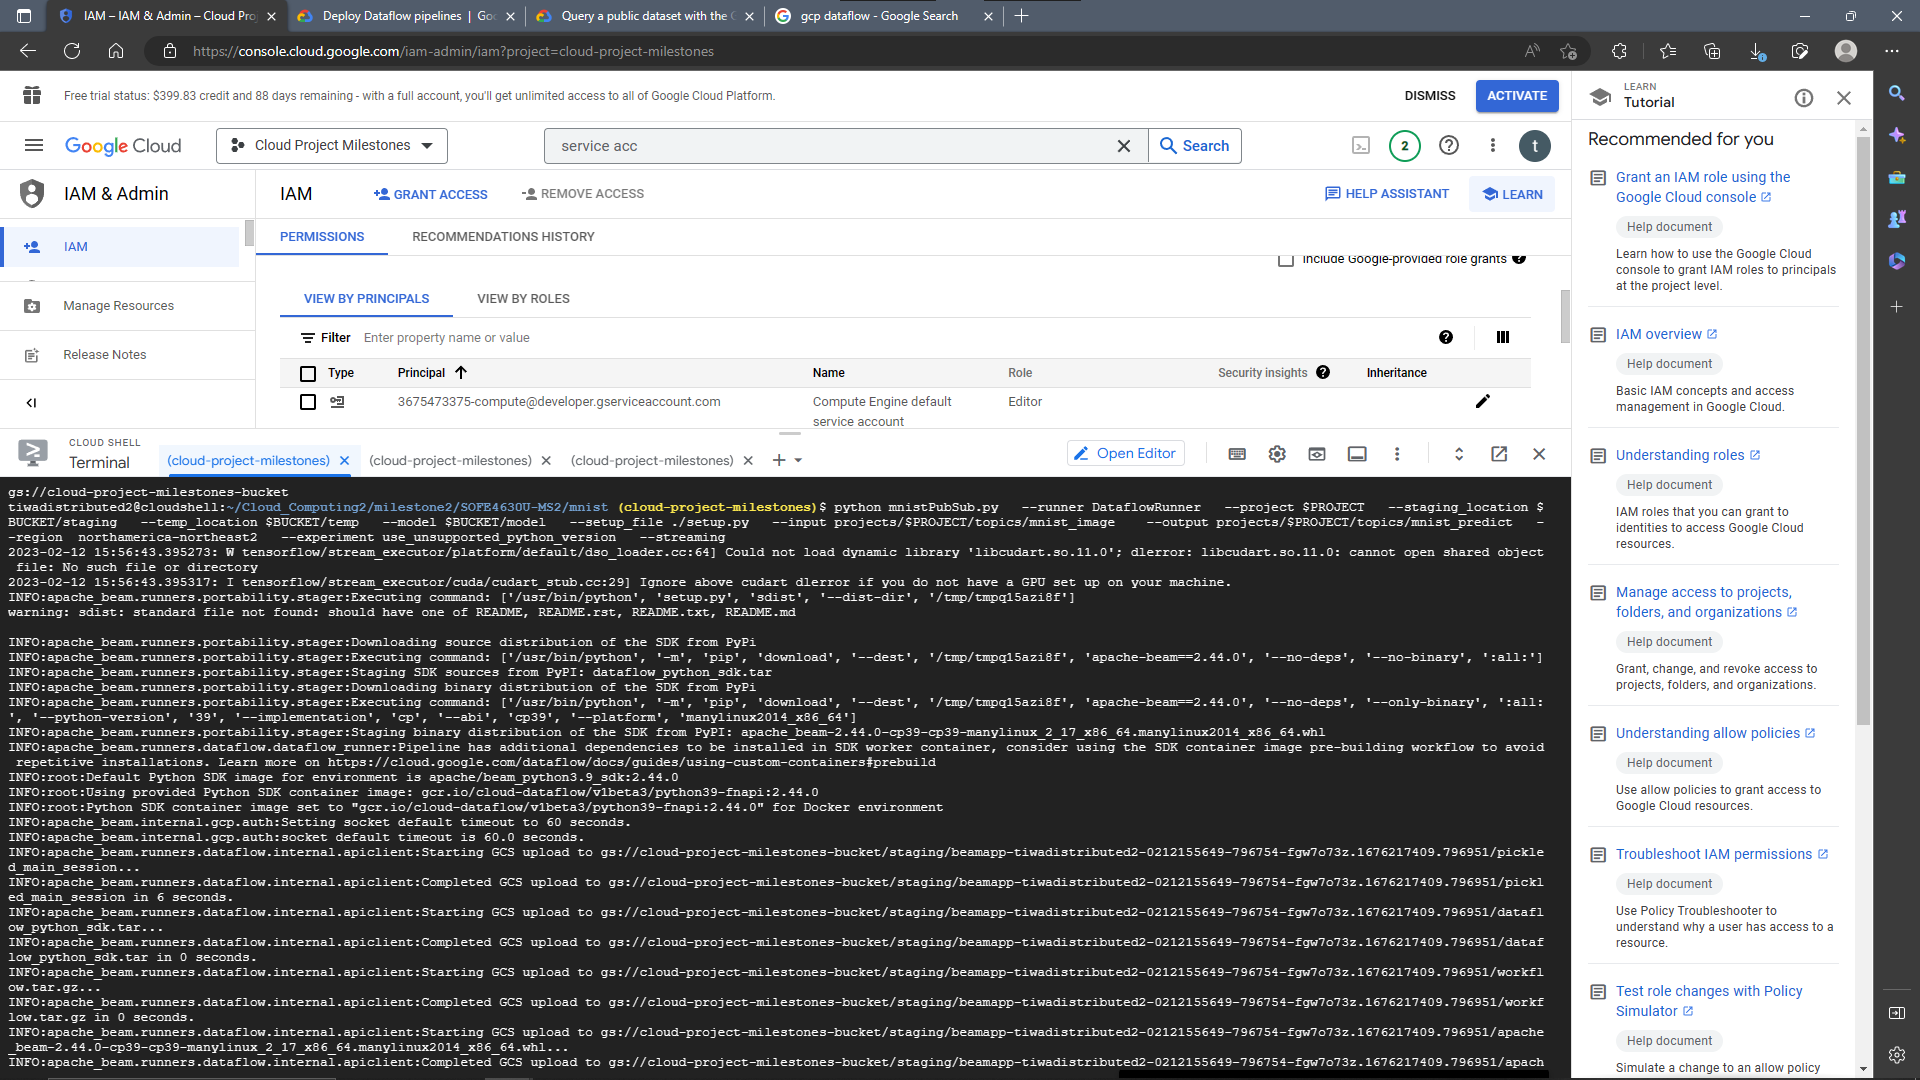 IAM – IAM & Admin – Cloud Pro
Deploy Dataflow pipelines | Goo
Query a public dataset with the G
gcp dataflow - Google Search
https://console.cloud.google.com/iam-admin/iam?project=cloud-project-milestones
Free trial status: $399.83 credit and 88 days remaining - with a full account, you'll get unlimited access to all of Google Cloud Platform.
DISMISS
ACTIVATE
LEARN
Tutorial
Google Cloud
Cloud Project Milestones
service acc
Search
2
t
Recommended for you
IAM & Admin
IAM
GRANT ACCESS
REMOVE ACCESS
HELP ASSISTANT
LEARN
IAM
Manage Resources
Release Notes
PERMISSIONS
RECOMMENDATIONS HISTORY
Include Google-provided role grants
VIEW BY PRINCIPALS
VIEW BY ROLES
Filter
Enter property name or value
Type
Principal
Name
Role
Security insights
Inheritance
3675473375-compute@developer.gserviceaccount.com
Compute Engine default
service account
Editor
Grant an IAM role using the
Google Cloud console
Help document
Learn how to use the Google Cloud
console to grant IAM roles to principals
at the project level.
IAM overview
Help document
Basic IAM concepts and access
management in Google Cloud.
Understanding roles
Help document
IAM roles that you can grant to
identities to access Google Cloud
resources.
Manage access to projects,
folders, and organizations
Help document
Grant, change, and revoke access to
projects, folders, and organizations.
Understanding allow policies
Help document
Use allow policies to grant access to
Google Cloud resources.
Troubleshoot IAM permissions
Help document
Use Policy Troubleshooter to
understand why a user has access to a
resource.
Test role changes with Policy
Simulator
Help document
Simulate a change to an allow policy
CLOUD SHELL
Terminal
(cloud-project-milestones)
(cloud-project-milestones)
(cloud-project-milestones)
Open Editor
gs://cloud-project-milestones-bucket
tiwadistributed2@cloudshell:~/Cloud_Computing2/milestone2/SOFE4630U-MS2/mnist (cloud-project-milestones)$ python mnistPubSub.py   --runner DataflowRunner   --project $PROJECT   --staging_location $
BUCKET/staging   --temp_location $BUCKET/temp   --model $BUCKET/model   --setup_file ./setup.py   --input projects/$PROJECT/topics/mnist_image    --output projects/$PROJECT/topics/mnist_predict   -
-region  northamerica-northeast2   --experiment use_unsupported_python_version   --streaming
2023-02-12 15:56:43.395273: W tensorflow/stream_executor/platform/default/dso_loader.cc:64] Could not load dynamic library 'libcudart.so.11.0'; dlerror: libcudart.so.11.0: cannot open shared object
 file: No such file or directory
2023-02-12 15:56:43.395317: I tensorflow/stream_executor/cuda/cudart_stub.cc:29] Ignore above cudart dlerror if you do not have a GPU set up on your machine.
INFO:apache_beam.runners.portability.stager:Executing command: ['/usr/bin/python', 'setup.py', 'sdist', '--dist-dir', '/tmp/tmpq15azi8f']
warning: sdist: standard file not found: should have one of README, README.rst, README.txt, README.md
INFO:apache_beam.runners.portability.stager:Downloading source distribution of the SDK from PyPi
INFO:apache_beam.runners.portability.stager:Executing command: ['/usr/bin/python', '-m', 'pip', 'download', '--dest', '/tmp/tmpq15azi8f', 'apache-beam==2.44.0', '--no-deps', '--no-binary', ':all:']
INFO:apache_beam.runners.portability.stager:Staging SDK sources from PyPI: dataflow_python_sdk.tar
INFO:apache_beam.runners.portability.stager:Downloading binary distribution of the SDK from PyPi
INFO:apache_beam.runners.portability.stager:Executing command: ['/usr/bin/python', '-m', 'pip', 'download', '--dest', '/tmp/tmpq15azi8f', 'apache-beam==2.44.0', '--no-deps', '--only-binary', ':all:
', '--python-version', '39', '--implementation', 'cp', '--abi', 'cp39', '--platform', 'manylinux2014_x86_64']
INFO:apache_beam.runners.portability.stager:Staging binary distribution of the SDK from PyPI: apache_beam-2.44.0-cp39-cp39-manylinux_2_17_x86_64.manylinux2014_x86_64.whl
INFO:apache_beam.runners.dataflow.dataflow_runner:Pipeline has additional dependencies to be installed in SDK worker container, consider using the SDK container image pre-building workflow to avoid
 repetitive installations. Learn more on https://cloud.google.com/dataflow/docs/guides/using-custom-containers#prebuild
INFO:root:Default Python SDK image for environment is apache/beam_python3.9_sdk:2.44.0
INFO:root:Using provided Python SDK container image: gcr.io/cloud-dataflow/v1beta3/python39-fnapi:2.44.0
INFO:root:Python SDK container image set to "gcr.io/cloud-dataflow/v1beta3/python39-fnapi:2.44.0" for Docker environment
INFO:apache_beam.internal.gcp.auth:Setting socket default timeout to 60 seconds.
INFO:apache_beam.internal.gcp.auth:socket default timeout is 60.0 seconds.
INFO:apache_beam.runners.dataflow.internal.apiclient:Starting GCS upload to gs://cloud-project-milestones-bucket/staging/beamapp-tiwadistributed2-0212155649-796754-fgw7o73z.1676217409.796951/pickle
d_main_session...
INFO:apache_beam.runners.dataflow.internal.apiclient:Completed GCS upload to gs://cloud-project-milestones-bucket/staging/beamapp-tiwadistributed2-0212155649-796754-fgw7o73z.1676217409.796951/pickl
ed_main_session in 6 seconds.
INFO:apache_beam.runners.dataflow.internal.apiclient:Starting GCS upload to gs://cloud-project-milestones-bucket/staging/beamapp-tiwadistributed2-0212155649-796754-fgw7o73z.1676217409.796951/datafl
ow_python_sdk.tar...
INFO:apache_beam.runners.dataflow.internal.apiclient:Completed GCS upload to gs://cloud-project-milestones-bucket/staging/beamapp-tiwadistributed2-0212155649-796754-fgw7o73z.1676217409.796951/dataf
low_python_sdk.tar in 0 seconds.
INFO:apache_beam.runners.dataflow.internal.apiclient:Starting GCS upload to gs://cloud-project-milestones-bucket/staging/beamapp-tiwadistributed2-0212155649-796754-fgw7o73z.1676217409.796951/workfl
ow.tar.gz...
INFO:apache_beam.runners.dataflow.internal.apiclient:Completed GCS upload to gs://cloud-project-milestones-bucket/staging/beamapp-tiwadistributed2-0212155649-796754-fgw7o73z.1676217409.796951/workf
low.tar.gz in 0 seconds.
INFO:apache_beam.runners.dataflow.internal.apiclient:Starting GCS upload to gs://cloud-project-milestones-bucket/staging/beamapp-tiwadistributed2-0212155649-796754-fgw7o73z.1676217409.796951/apache
_beam-2.44.0-cp39-cp39-manylinux_2_17_x86_64.manylinux2014_x86_64.whl...
INFO:apache_beam.runners.dataflow.internal.apiclient:Completed GCS upload to gs://cloud-project-milestones-bucket/staging/beamapp-tiwadistributed2-0212155649-796754-fgw7o73z.1676217409.796951/apach